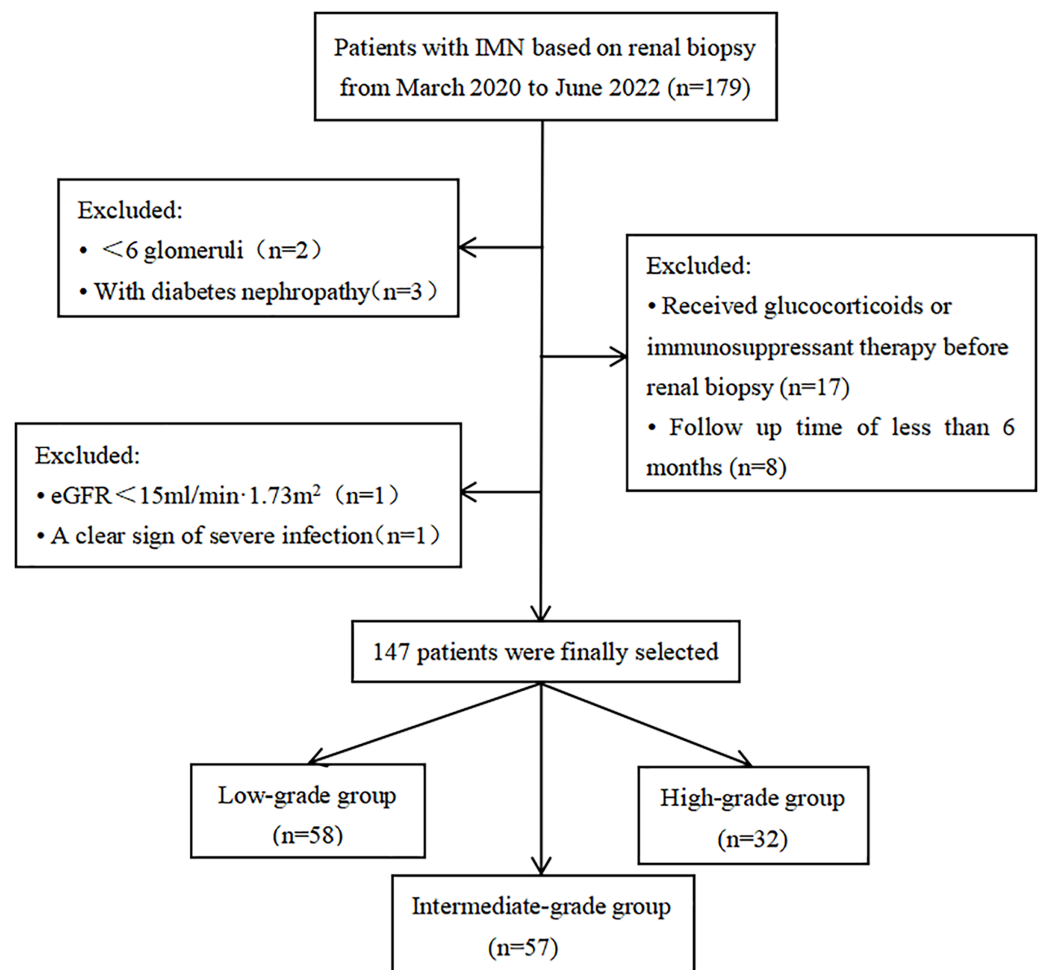 Patients with IMN based on renal biopsy
from March 2020 to June 2022 (n=179)
Excluded:
• ＜6 glomeruli（n=2）
• With diabetes nephropathy(n=3）
Excluded:
• Received glucocorticoids or
immunosuppressant therapy before
renal biopsy (n=17)
• Follow up time of less than 6
months (n=8)
Excluded:
• eGFR＜15ml/min·1.73m²（n=1）
• A clear sign of severe infection(n=1）
147 patients were finally selected
Low-grade group
(n=58)
High-grade group
(n=32)
Intermediate-grade group
(n=57)